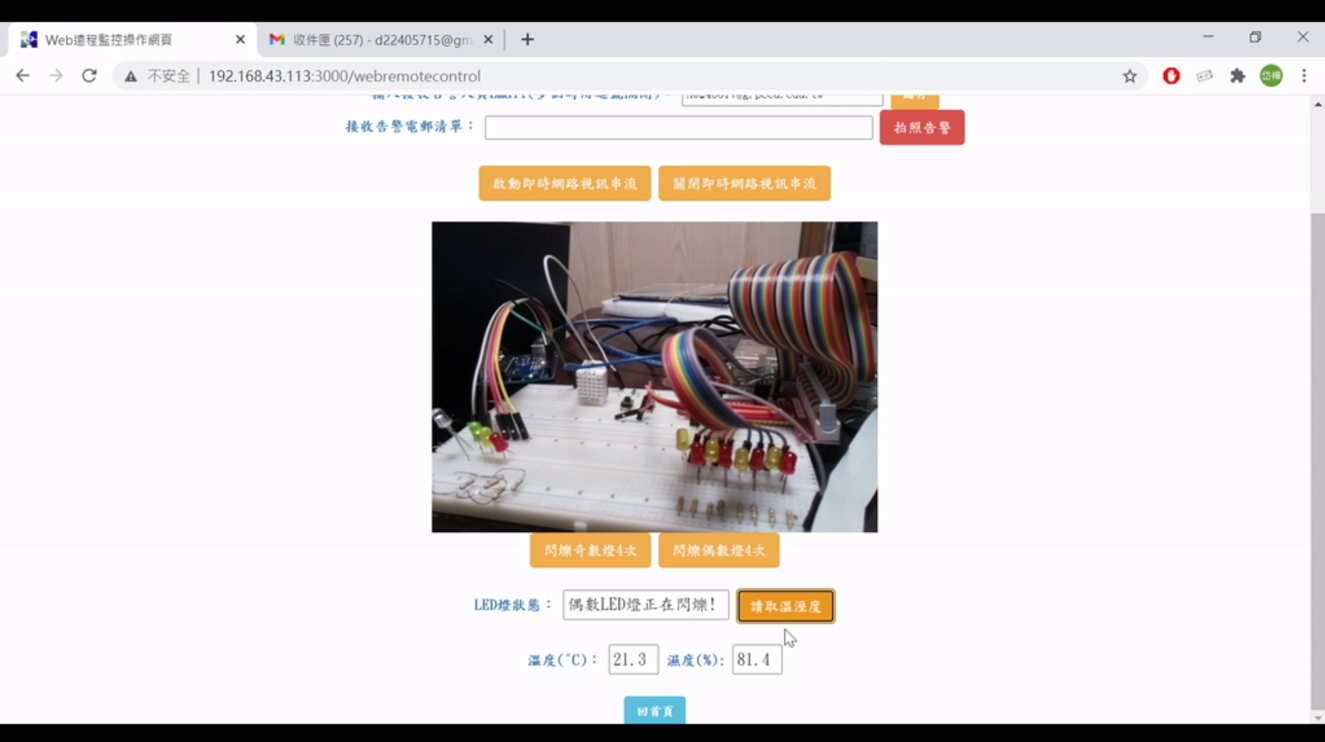 Web遠程監控操作網頁
收件匣 (257) - d22405715@gm
不安全 192.168.43.113:3000/webremotecontrol
岱樺
接收告警電郵清單：
拍照告警
啟動即時網路視訊串流 關閉即時網路視訊串流
閃爍奇數燈4次 閃爍偶數燈4次
LED燈狀態： 偶數LED燈正在閃爍! 讀取溫溼度
溫度(°C)： 21.3 濕度(%): 81.4
回首頁